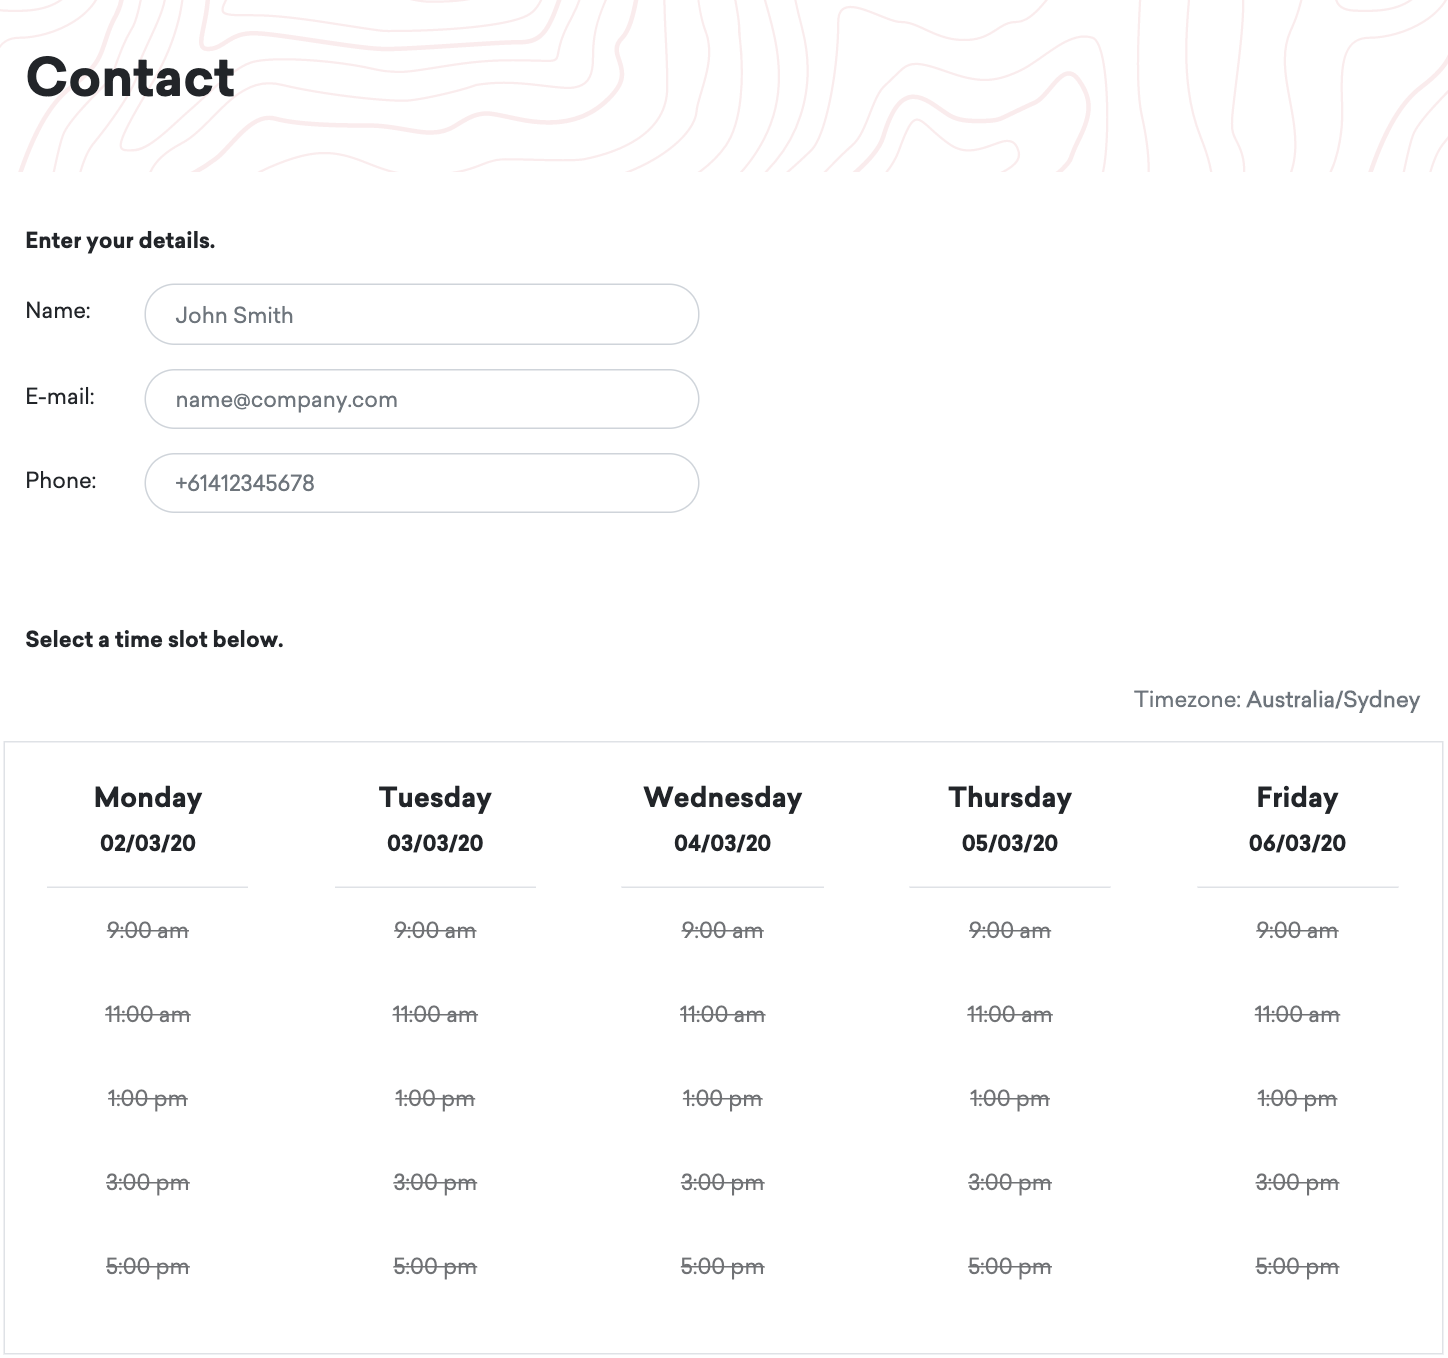 Contact
Enter your details.
Name: John Smith
E-mail: name@company.com
Phone: +61412345678
Select a time slot below.
Timezone: Australia/Sydney
Monday Tuesday Wednesday Thursday Friday
02/03/20 03/03/20 04/03/20 05/03/20 06/03/20
9:00 am 9:00 am 9:00 am 9:00 am 9:00 am
11:00 am 11:00 am 11:00 am 11:00 am 11:00 am
1:00 pm 1:00 pm 1:00 pm 1:00 pm 1:00 pm
3:00 pm 3:00 pm 3:00 pm 3:00 pm 3:00 pm
5:00 pm 5:00 pm 5:00 pm 5:00 pm 5:00 pm